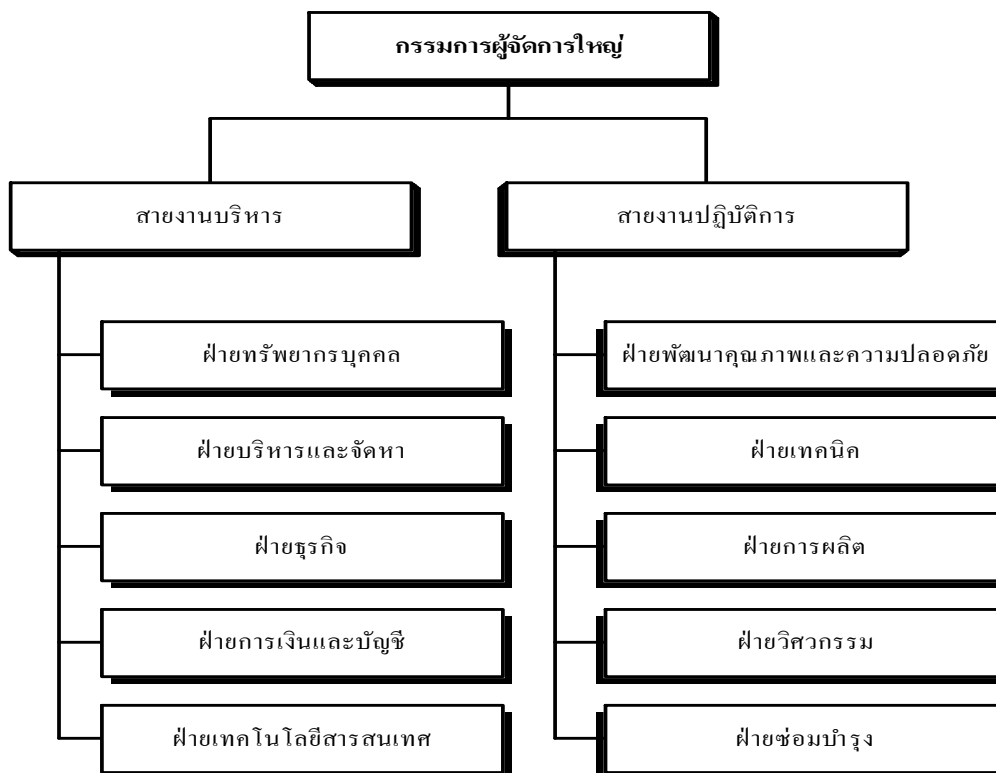 กรรมการผู้จัดการใหญ่
สายงานบริหาร
สายงานปฏิบัติการ
ฝ่ายทรัพยากรบุคคล
ฝ่ายพัฒนาคุณภาพและความปลอดภัย
ฝ่ายบริหารและจัดหา
ฝ่ายเทคนิค
ฝ่ายธุรกิจ
ฝ่ายการผลิต
ฝ่ายการเงินและบัญชี
ฝ่ายวิศวกรรม
ฝ่ายเทคโนโลยีสารสนเทศ
ฝ่ายซ่อมบำรุง